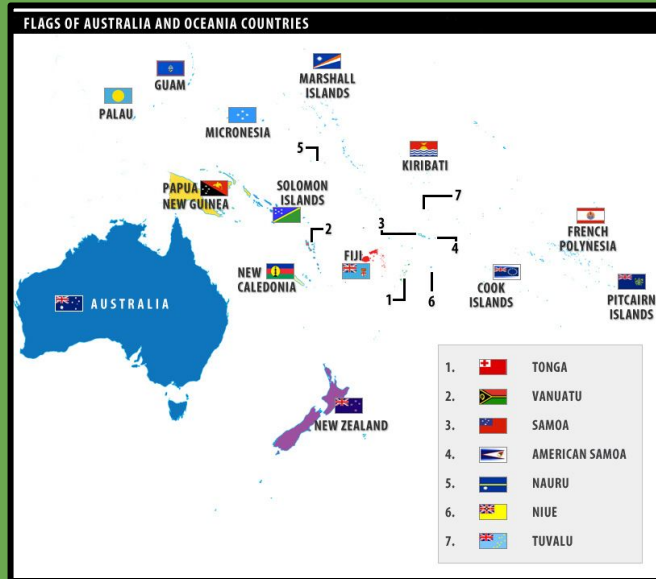 FLAGS OF AUSTRALIA AND OCEANIA COUNTRIES
GUAM
PALAU
MARSHALL
ISLANDS
MICRONESIA
5
KIRIBATI
PAPUA
NEW GUINEA
SOLOMON
ISLANDS
7
2
3
4
FRENCH
POLYNESIA
FIJI
NEW
CALEDONIA
COOK
ISLANDS
PITCAIRN
ISLANDS
AUSTRALIA
1
6
NEW ZEALAND
1. TONGA
2. VANUATU
3. SAMOA
4. AMERICAN SAMOA
5. NAURU
6. NIUE
7. TUVALU